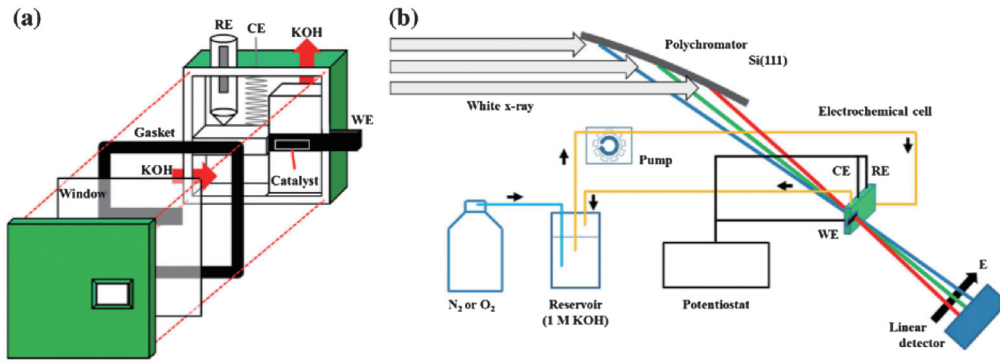 (a)
RE
CE
KOH
WE
Gasket
KOH
Catalyst
Window
(b)
Polychromator
Si(111)
White x-ray
Electrochemical cell
Pump
CE
RE
WE
N₂ or O₂
Reservoir
(1 M KOH)
Potentiostat
E
Linear
detector